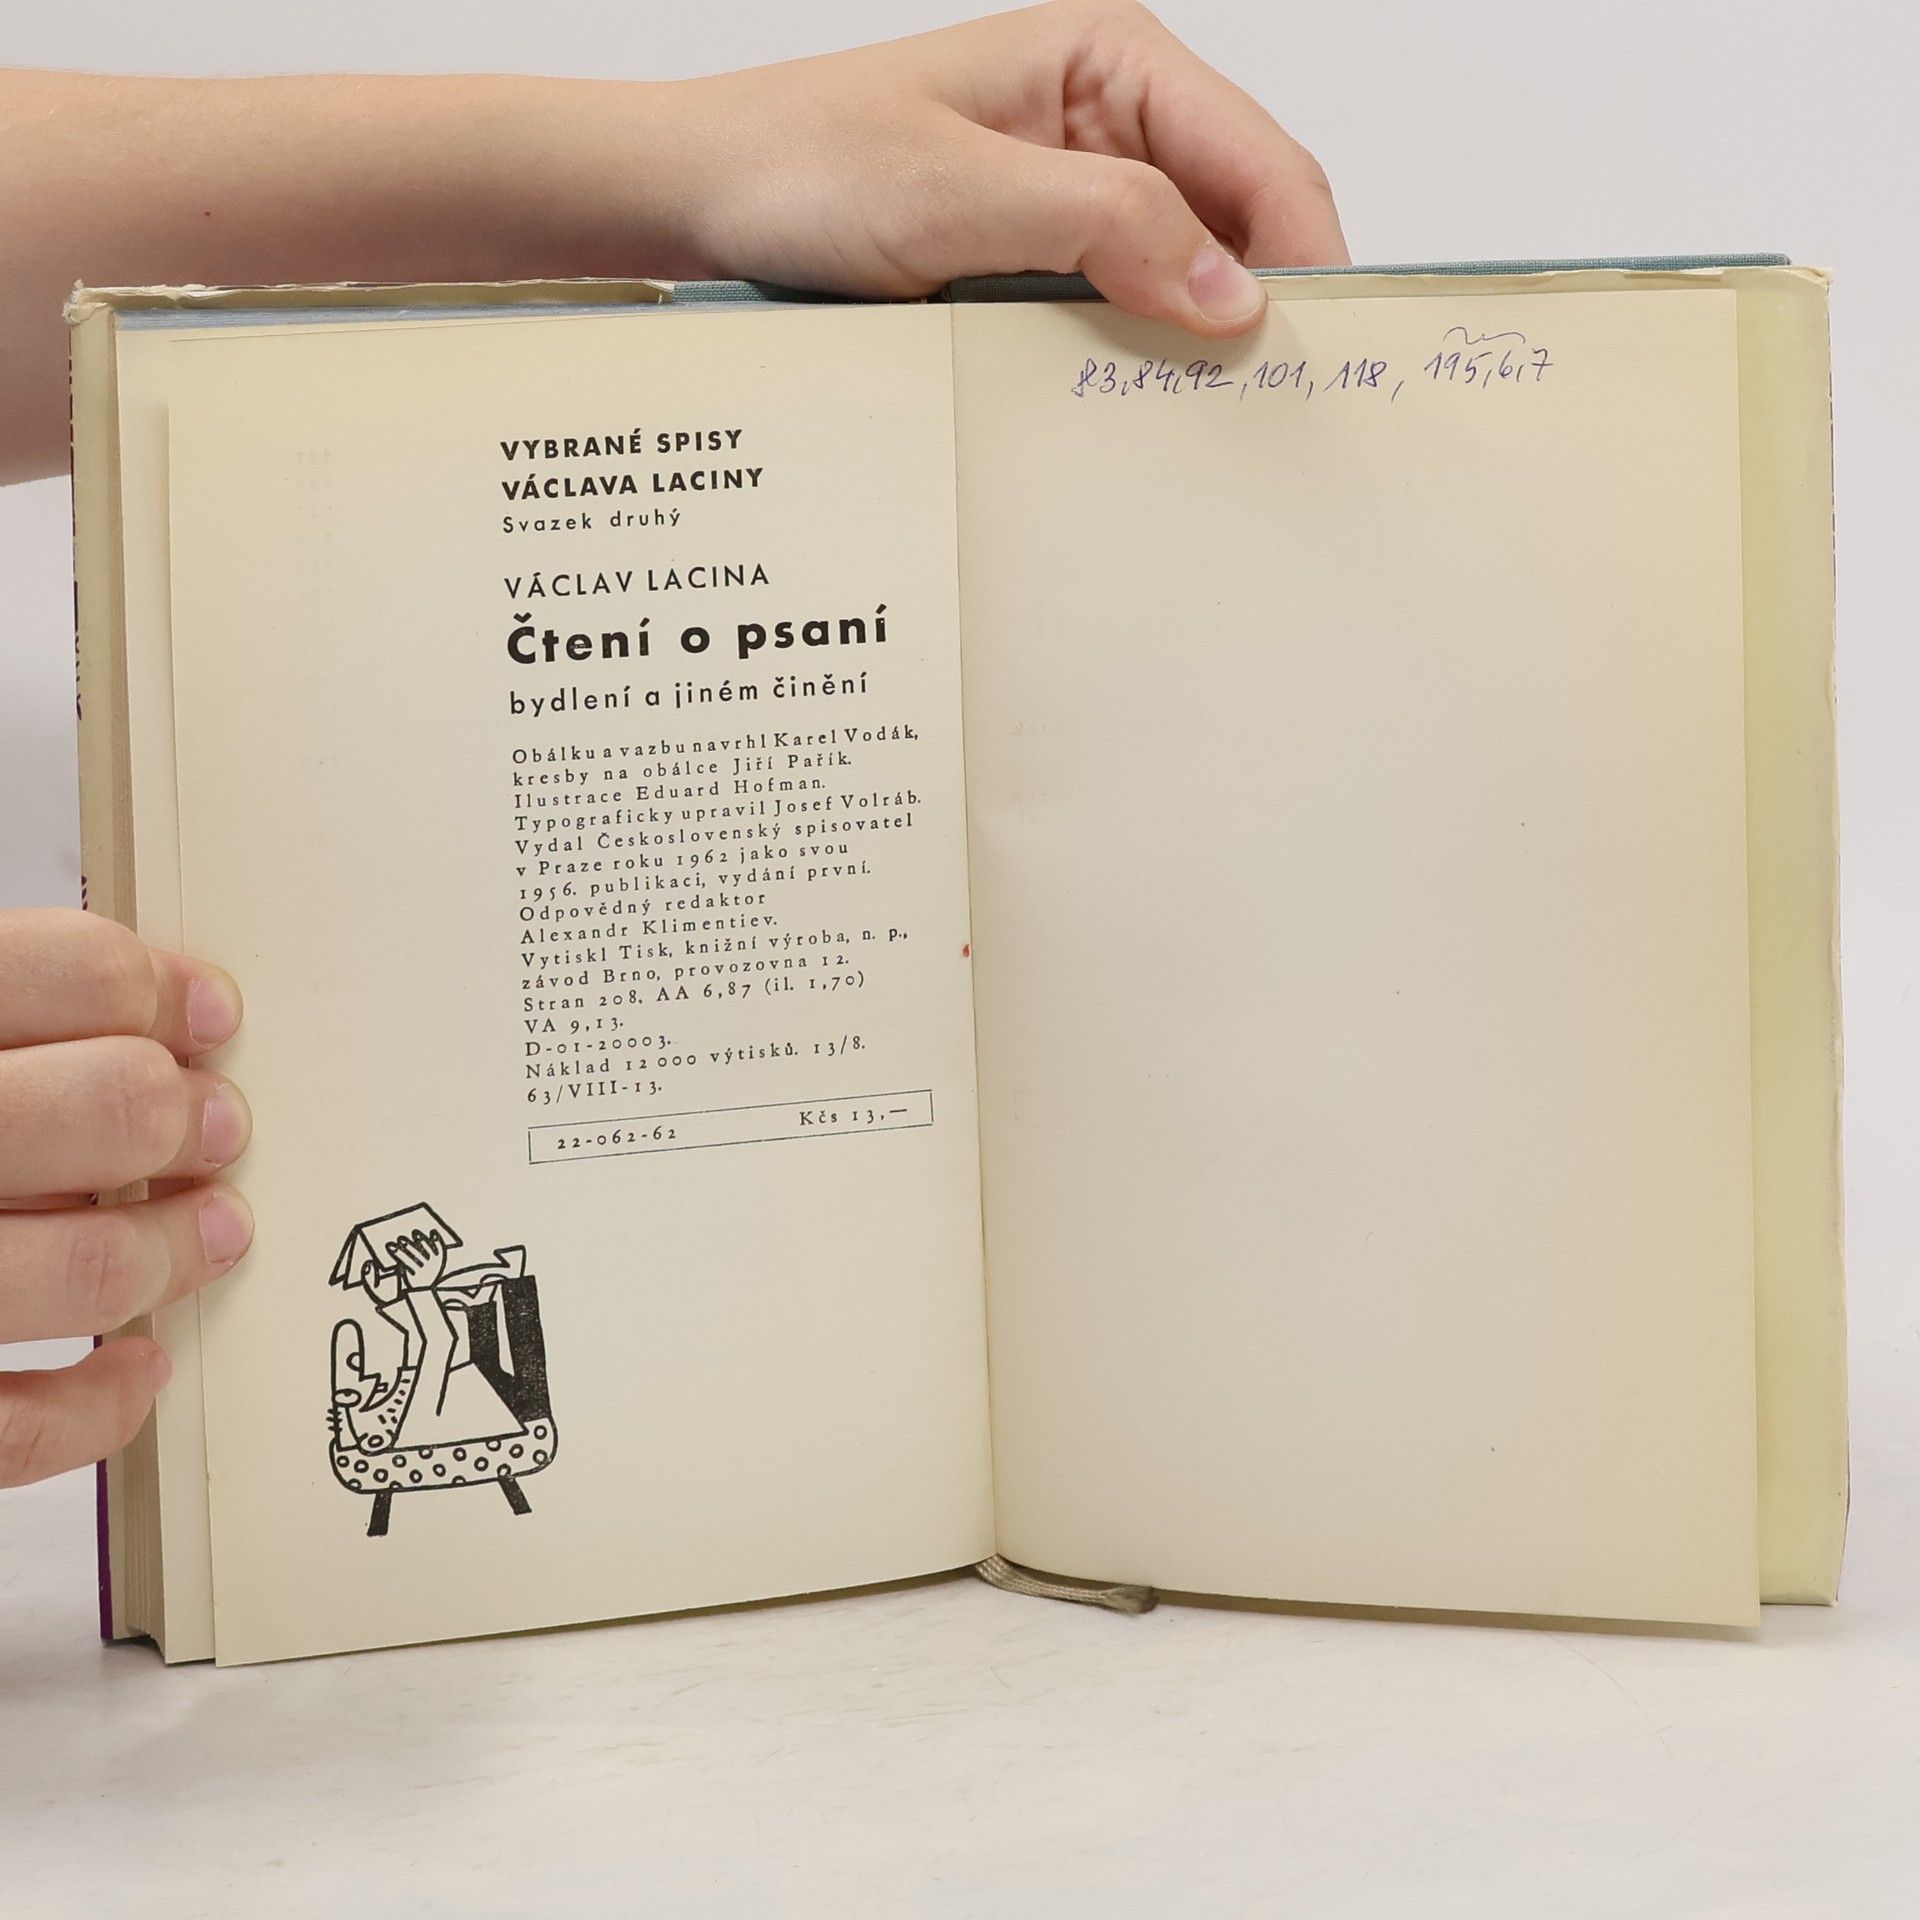 VYBRANÉ SPISY
VÁCLAVA LACINY
Svazek druhý
VÁCLAV LACINA
Čtení o psaní
bydlení a jiném činění
Obálku a vazbu navrhl Karel Vodák,
kresby na obálce Jiří Pařík.
Ilustrace Eduard Hofman.
Typograficky upravil Josef Volráb.
Vydal Československý spisovatel
v Praze roku 1962 jako svou
1956. publikaci, vydání první.
Odpovědný redaktor
Alexandr Klimentiev.
Vytiskl Tisk, knižní výroba, n. p.,
závod Brno, provozovna 12.
Stran 208. AA 6,87 (il. 1,70)
VA 9,13.
D-01-20003.
Náklad 12 000 výtisků. 13/8.
63/VIII-13.
22-062-62 Kčs 13,—
83,84,92,101,118,195,6,7